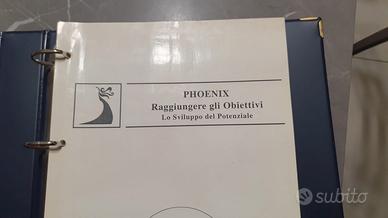 PHOENIX
Raggiungere gli Obiettivi
Lo Sviluppo del Potenziale
subito